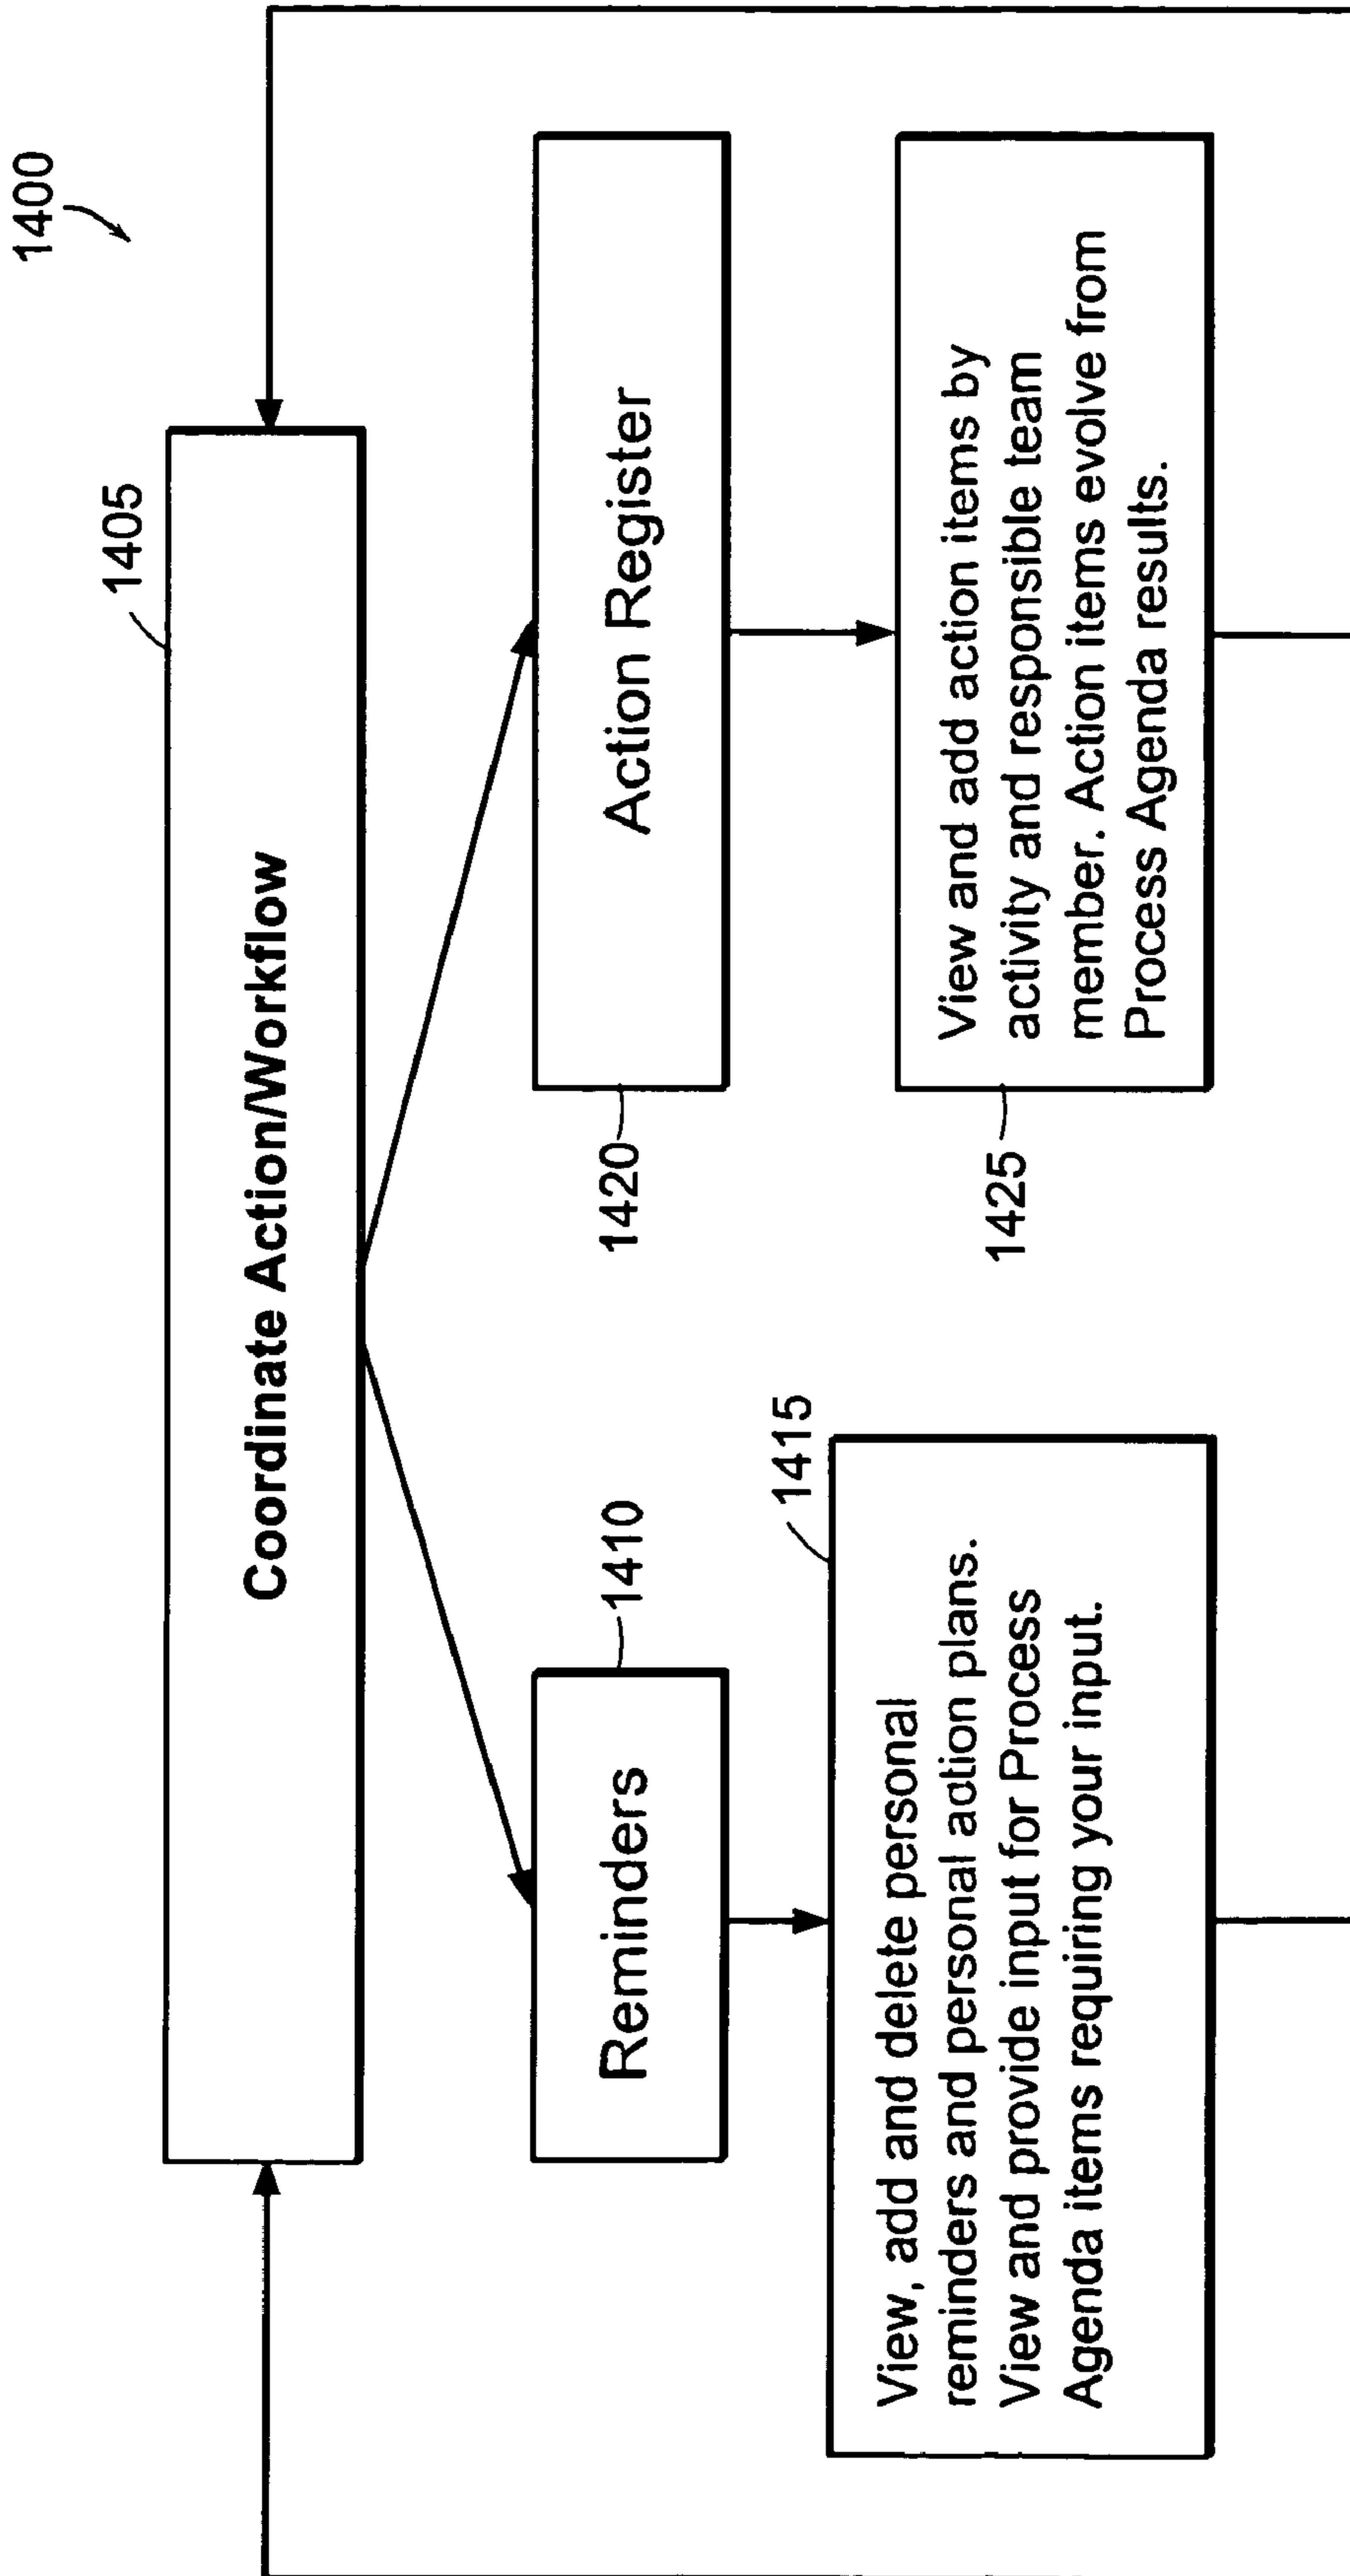 1400
1405
Coordinate Action/Workflow
Reminders
1410
1420
Action Register
1415
View, add and delete personal
reminders and personal action plans.
View and provide input for Process
Agenda items requiring your input.
1425
View and add action items by
activity and responsible team
member. Action items evolve from
Process Agenda results.